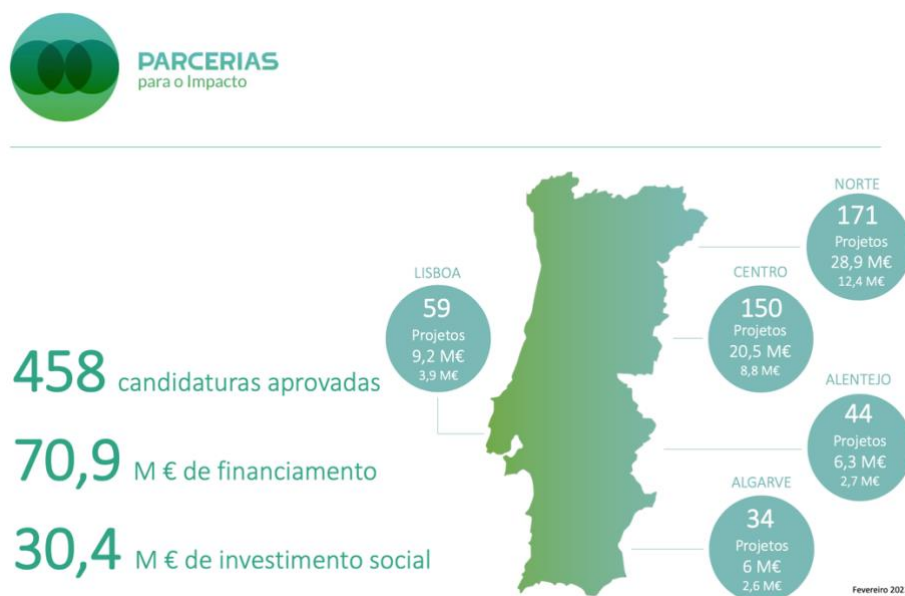 PARCERIAS
para o Impacto
NORTE
171
Projetos
28,9 M€
12,4 M€
LISBOA
59
Projetos
9,2 M€
3,9 M€
CENTRO
150
Projetos
20,5 M€
8,8 M€
458 candidaturas aprovadas
ALENTEJO
44
Projetos
6,3 M€
2,7 M€
70,9 M € de financiamento
ALGARVE
34
Projetos
6 M€
2,6 M€
30,4 M € de investimento social
Fevereiro